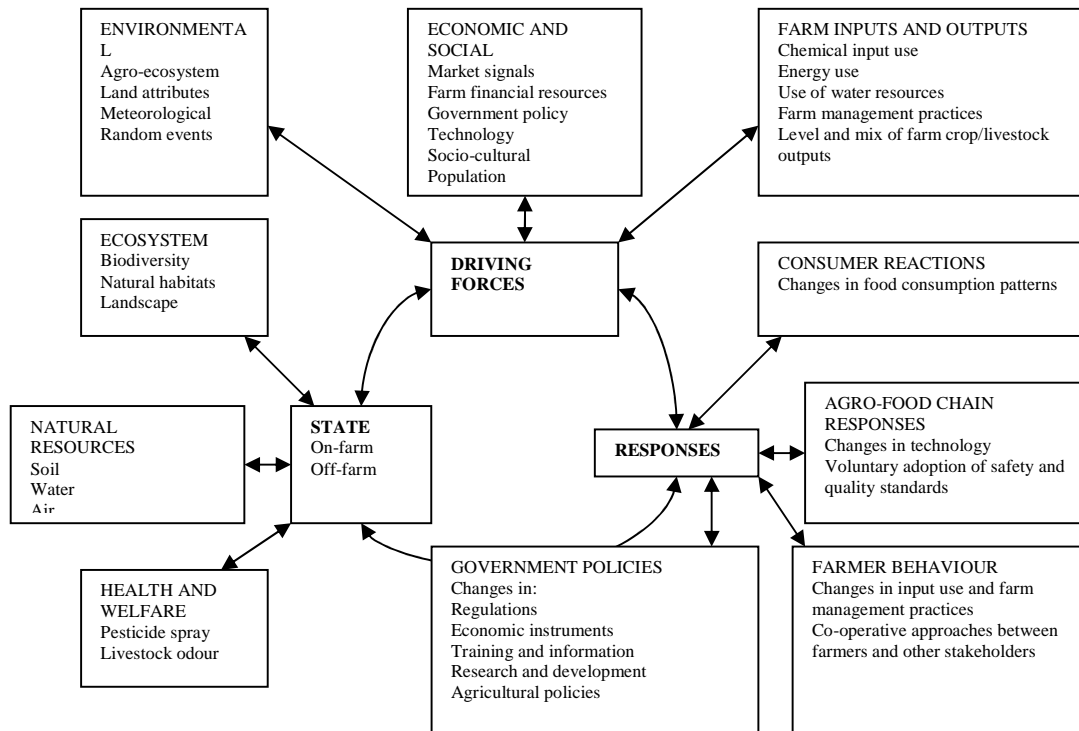 ENVIRONMENTA
L
Agro-ecosystem
Land attributes
Meteorological
Random events
ECONOMIC AND
SOCIAL
Market signals
Farm financial resources
Government policy
Technology
Socio-cultural
Population
FARM INPUTS AND OUTPUTS
Chemical input use
Energy use
Use of water resources
Farm management practices
Level and mix of farm crop/livestock
outputs
ECOSYSTEM
Biodiversity
Natural habitats
Landscape
DRIVING
FORCES
CONSUMER REACTIONS
Changes in food consumption patterns
NATURAL
RESOURCES
Soil
Water
Air
STATE
On-farm
Off-farm
RESPONSES
AGRO-FOOD CHAIN
RESPONSES
Changes in technology
Voluntary adoption of safety and
quality standards
HEALTH AND
WELFARE
Pesticide spray
Livestock odour
GOVERNMENT POLICIES
Changes in:
Regulations
Economic instruments
Training and information
Research and development
Agricultural policies
FARMER BEHAVIOUR
Changes in input use and farm
management practices
Co-operative approaches between
farmers and other stakeholders